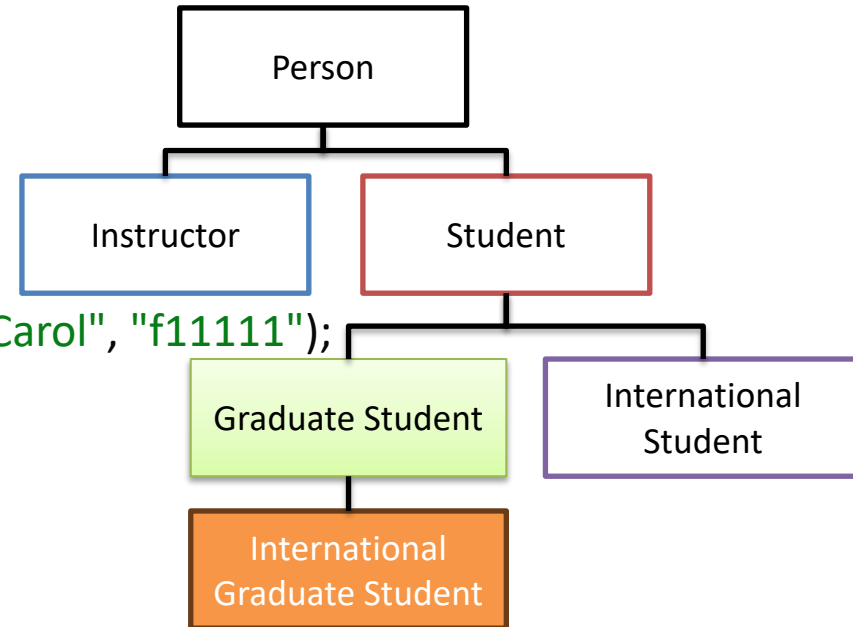 Person
Instructor
Student
Carol", "f11111");
Graduate Student
International
Student
International
Graduate Student